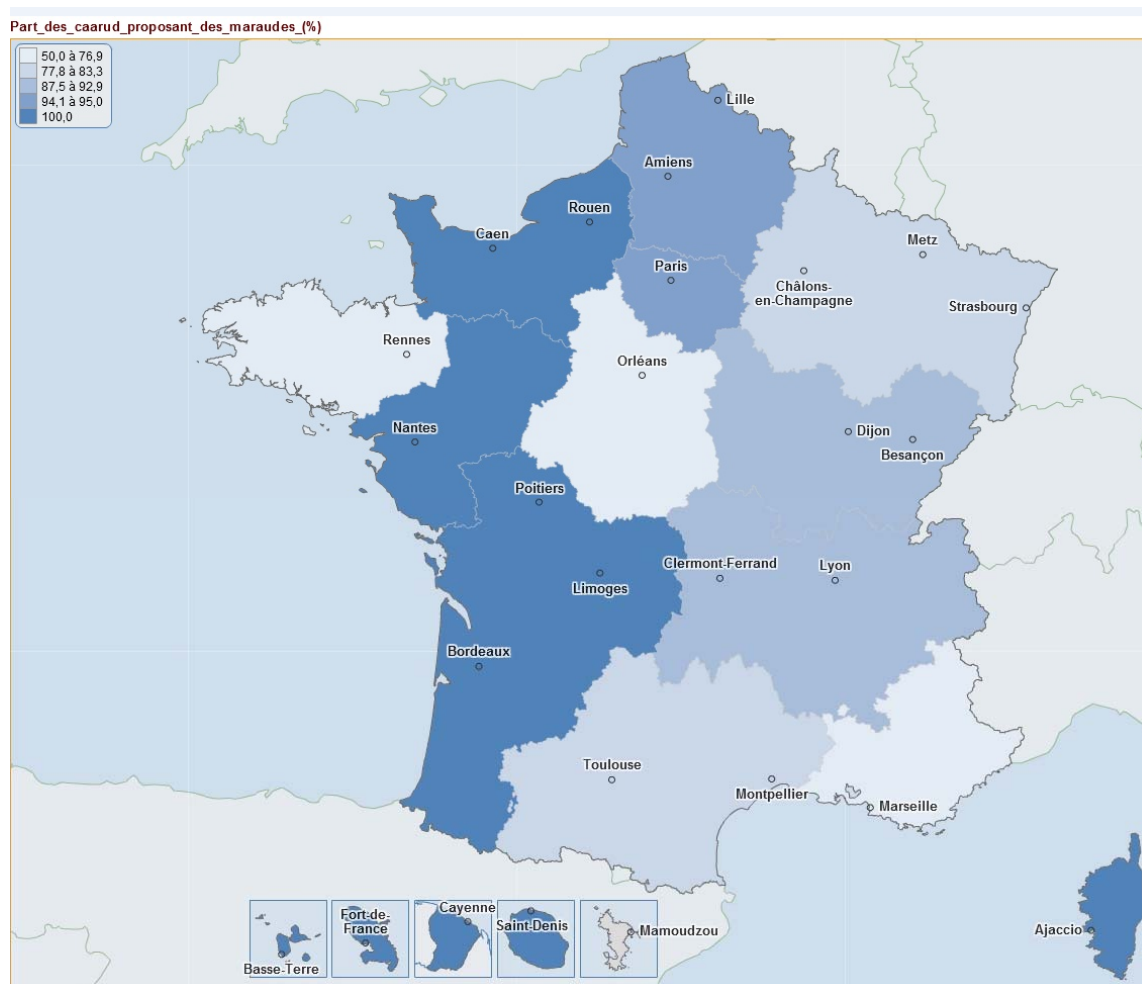 Part_des_caarud_proposant_des_maraudes_(%)
50,0 à 76,9
77,8 à 83,3
87,5 à 92,9
94,1 à 95,0
100,0
Lille
Amiens
Rouen
Caen
Metz
Paris
Châlons-
en-Champagne
Strasbourg
Rennes
Orléans
Nantes
Dijon
Besançon
Poitiers
Clermont-Ferrand
Lyon
Limoges
Bordeaux
Toulouse
Montpellier
Marseille
Ajaccio
Basse-Terre
Fort-de-
France
Cayenne
Saint-Denis
Mamoudzou